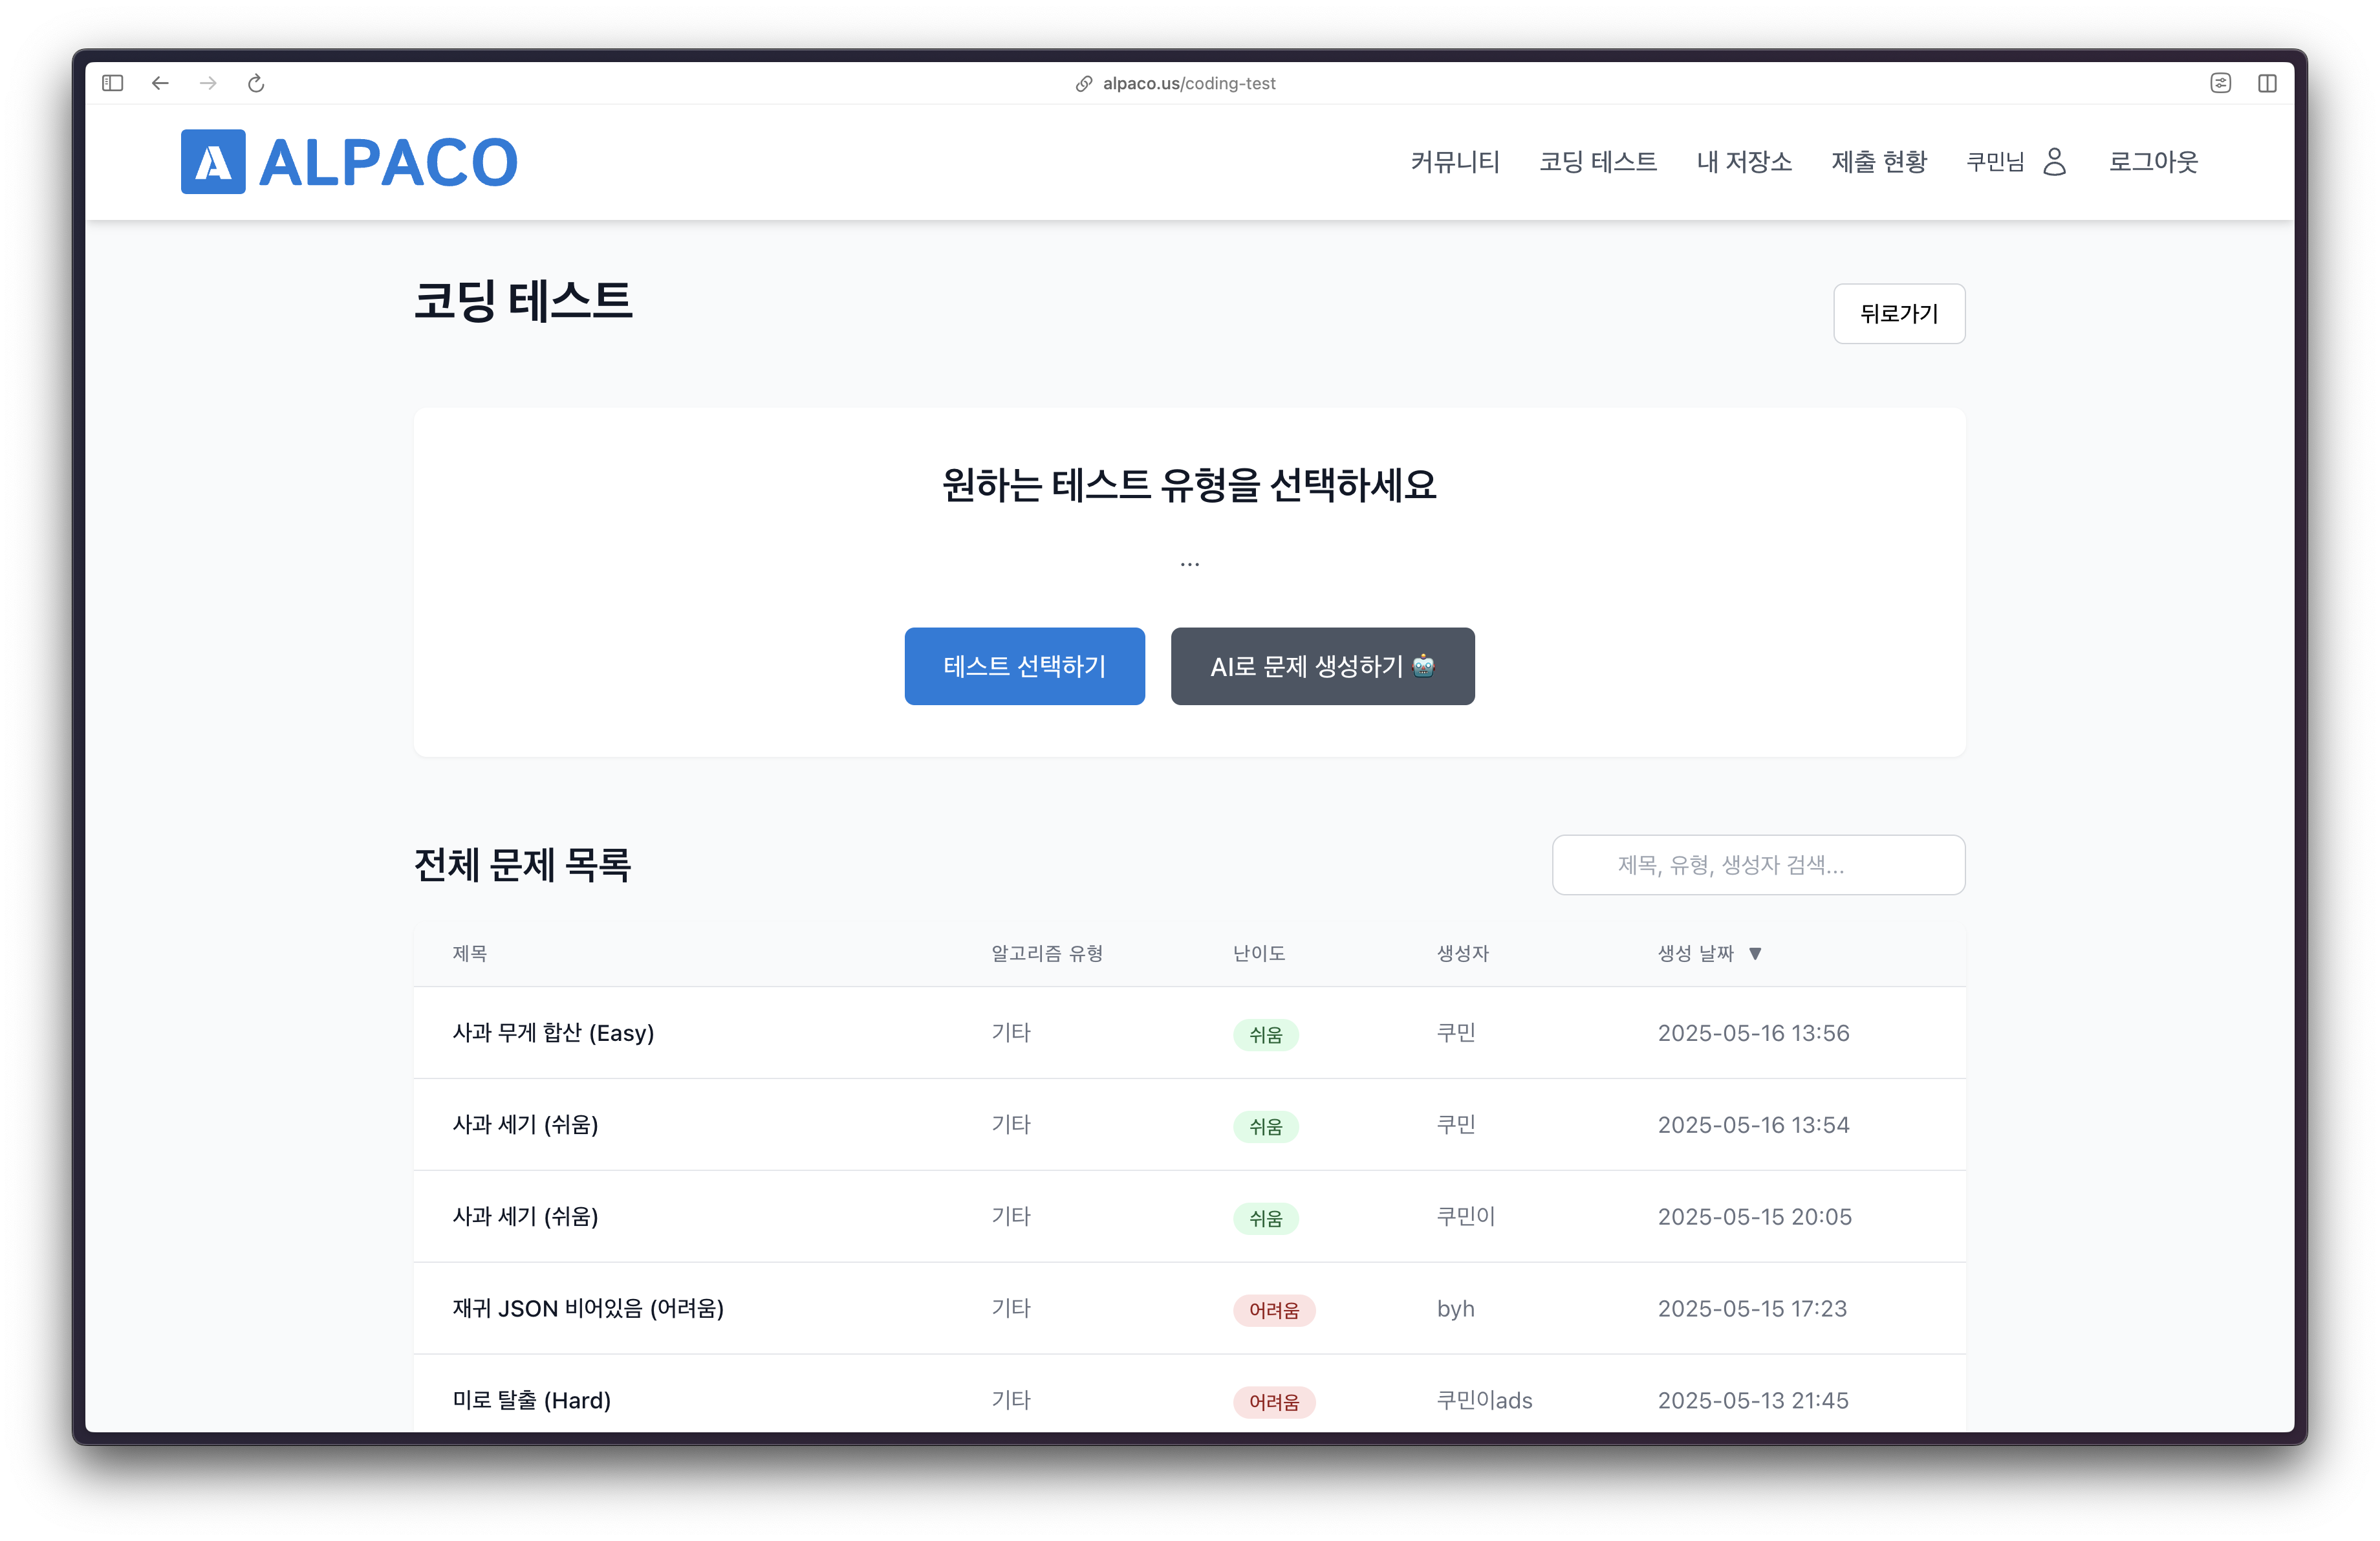 alpaco.us/coding-test
A ALPACO
커뮤니티 코딩 테스트 내 저장소 제출 현황 쿠민님 로그아웃
코딩 테스트
뒤로가기
원하는 테스트 유형을 선택하세요
...
테스트 선택하기 AI로 문제 생성하기 🤖
전체 문제 목록
제목, 유형, 생성자 검색...
제목 알고리즘 유형 난이도 생성자 생성 날짜 ▼
사과 무게 합산 (Easy) 기타 쉬움 쿠민 2025-05-16 13:56
사과 세기 (쉬움) 기타 쉬움 쿠민 2025-05-16 13:54
사과 세기 (쉬움) 기타 쉬움 쿠민이 2025-05-15 20:05
재귀 JSON 비어있음 (어려움) 기타 어려움 byh 2025-05-15 17:23
미로 탈출 (Hard) 기타 어려움 쿠민이ads 2025-05-13 21:45